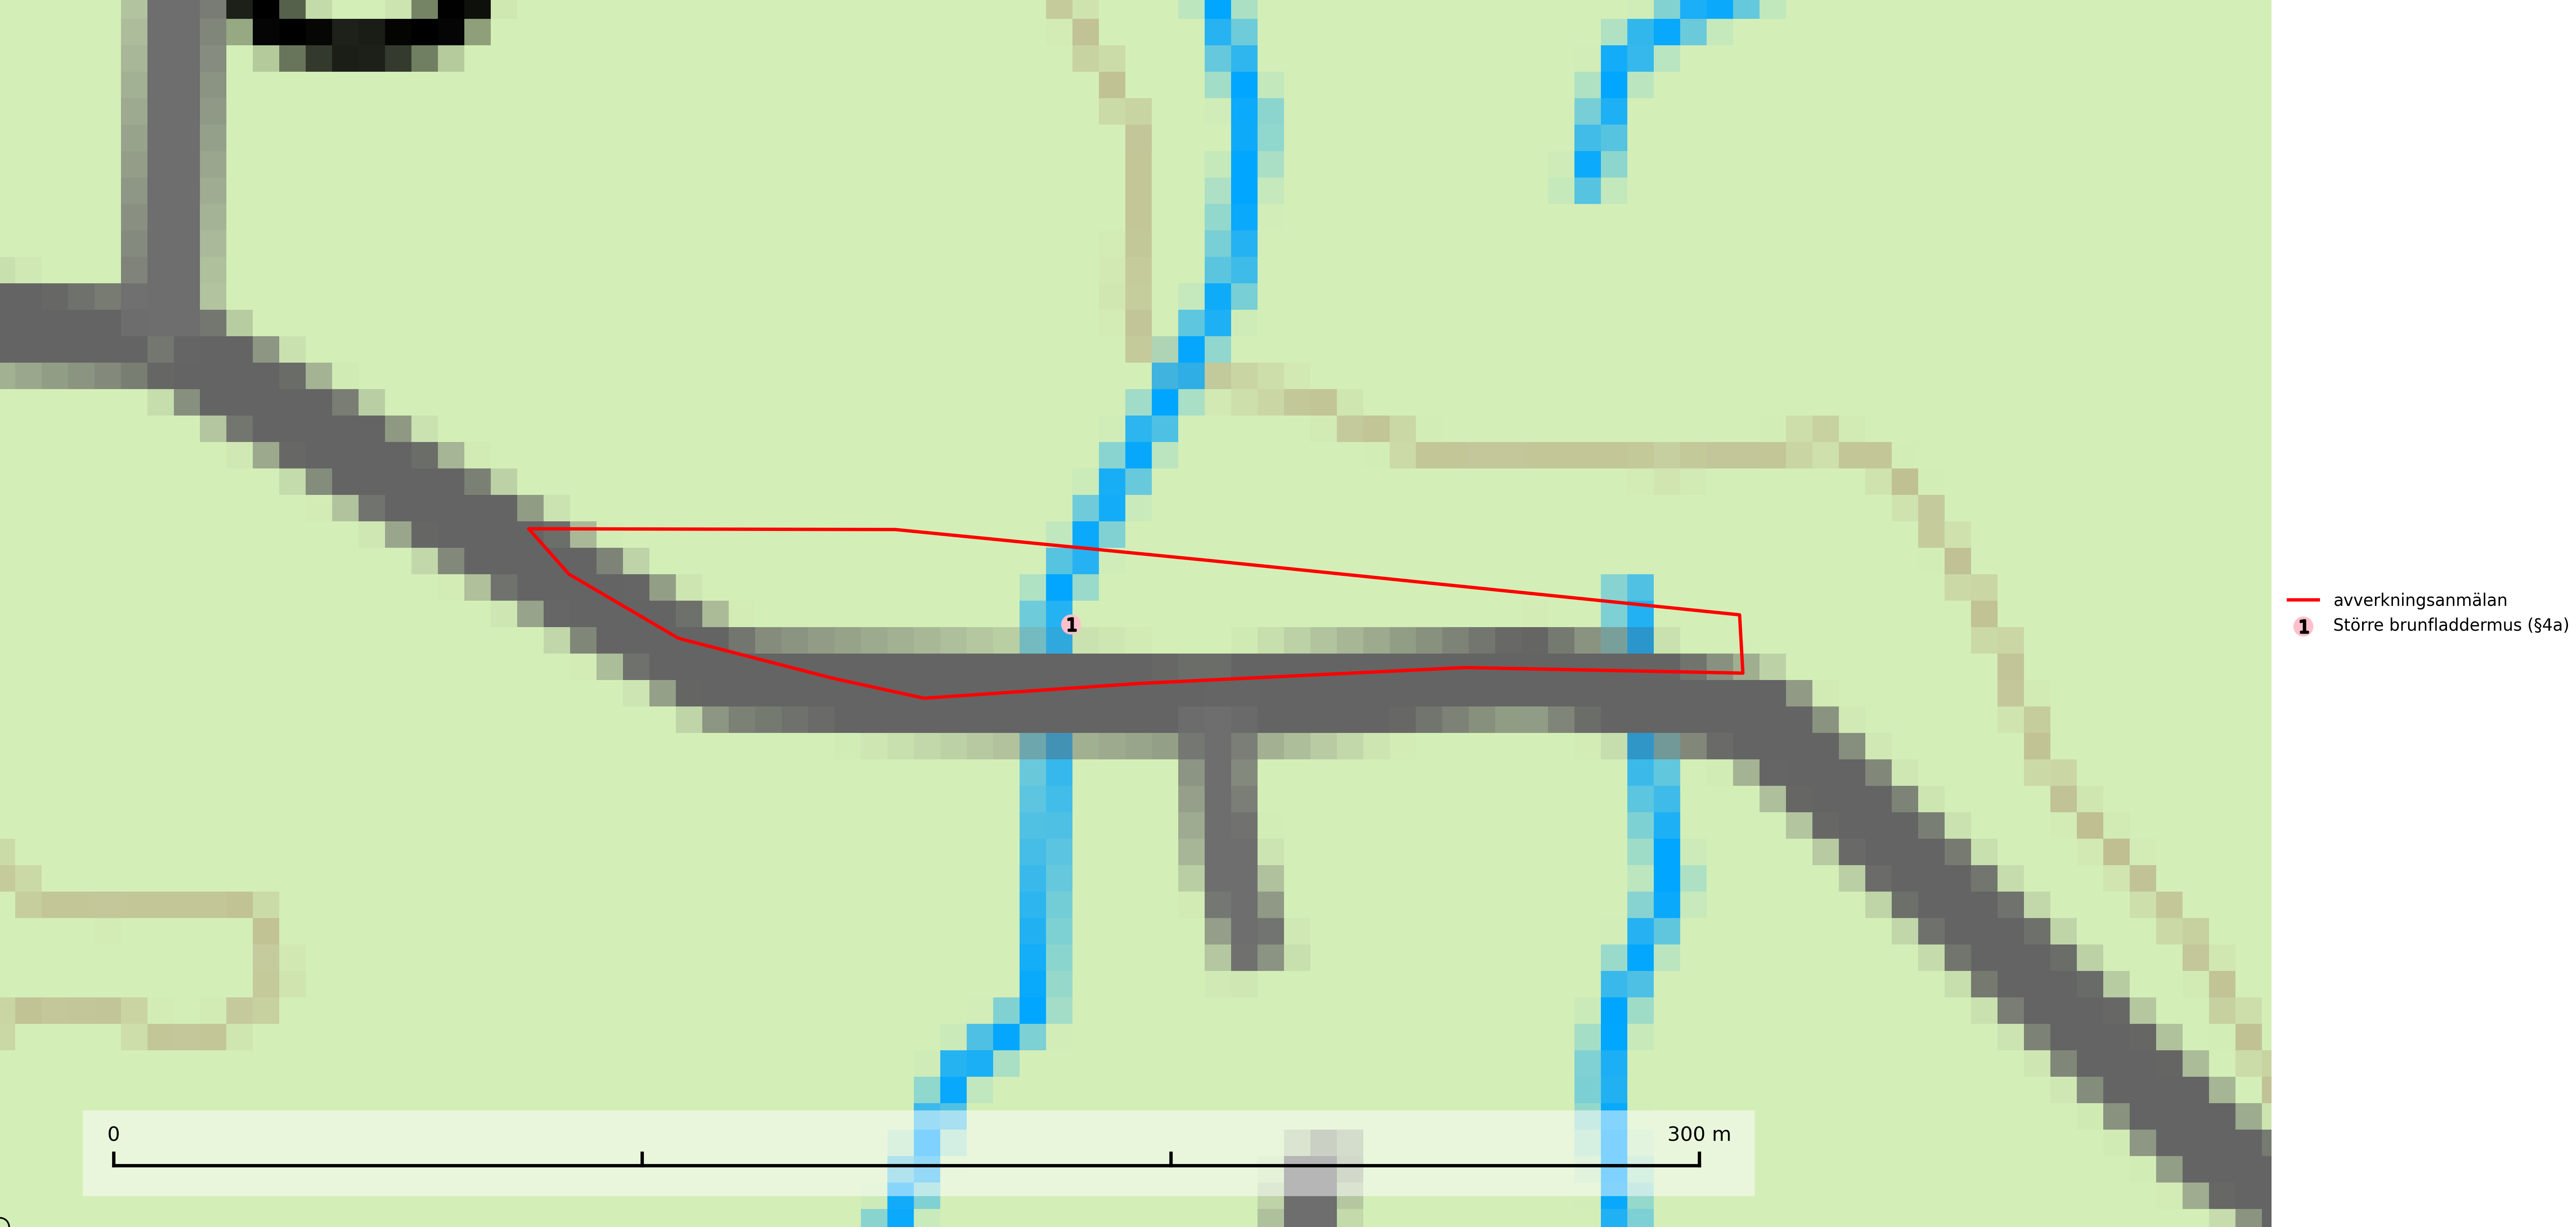 1
0
300 m
avverkningsanmälan
1 Större brunfladdermus (§4a)